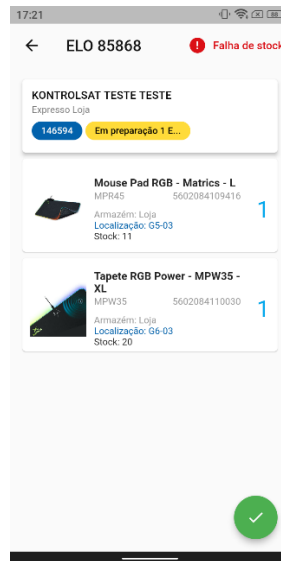 17:21
ELO 85868
! Falha de stock
KONTROLSAT TESTE TESTE
Expresso Loja
146594 Em preparação 1 E...
Mouse Pad RGB - Matrics - L
MPR45 5602084109416
1
Armazém: Loja
Localização: G5-03
Stock: 11
Tapete RGB Power - MPW35 -
XL
MPW35 5602084110030
1
Armazém: Loja
Localização: G6-03
Stock: 20